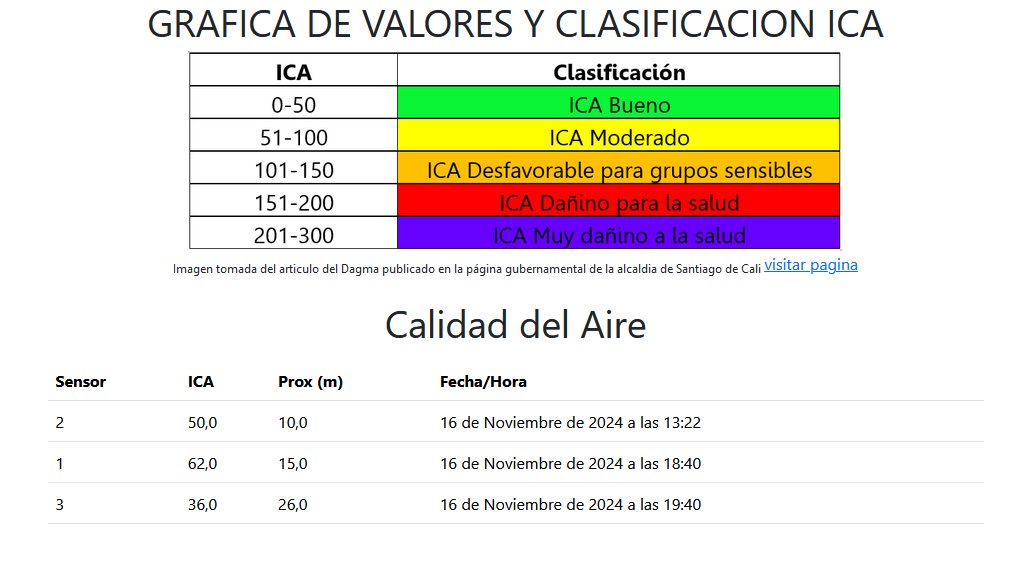 GRAFICA DE VALORES Y CLASIFICACION ICA
ICA Clasificación
0-50 ICA Bueno
51-100 ICA Moderado
101-150 ICA Desfavorable para grupos sensibles
151-200 ICA Dañino para la salud
201-300 ICA Muy dañino a la salud
Imagen tomada del articulo del Dagma publicado en la página gubernamental de la alcaldia de Santiago de Cali visitar pagina
Calidad del Aire
Sensor ICA Prox (m) Fecha/Hora
2 50,0 10,0 16 de Noviembre de 2024 a las 13:22
1 62,0 15,0 16 de Noviembre de 2024 a las 18:40
3 36,0 26,0 16 de Noviembre de 2024 a las 19:40